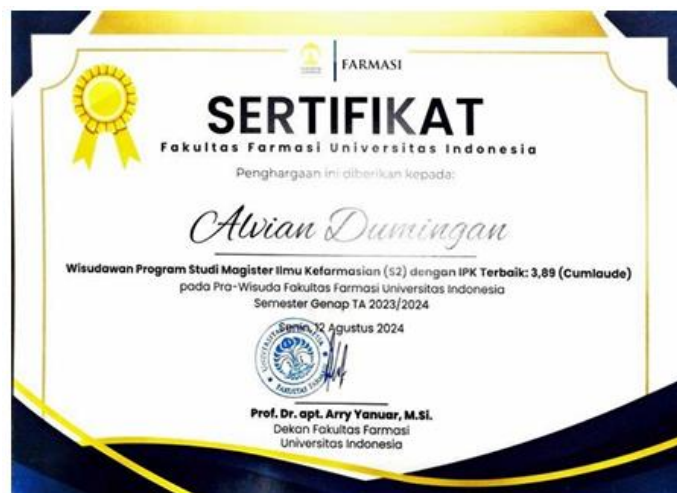 FARMASI
SERTIFIKAT
Fakultas Farmasi Universitas Indonesia
Penghargaan ini diberikan kepada:
Alvian Dumingan
Wisudawan Program Studi Magister Ilmu Kefarmasian (S2) dengan IPK Terbaik: 3,89 (Cumlaude)
pada Pra-Wisuda Fakultas Farmasi Universitas Indonesia
Semester Genap TA 2023/2024
Senin, 12 Agustus 2024
FAKULTAS FARMASI
Prof. Dr. apt. Arry Yanuar, M.Si.
Dekan Fakultas Farmasi
Universitas Indonesia